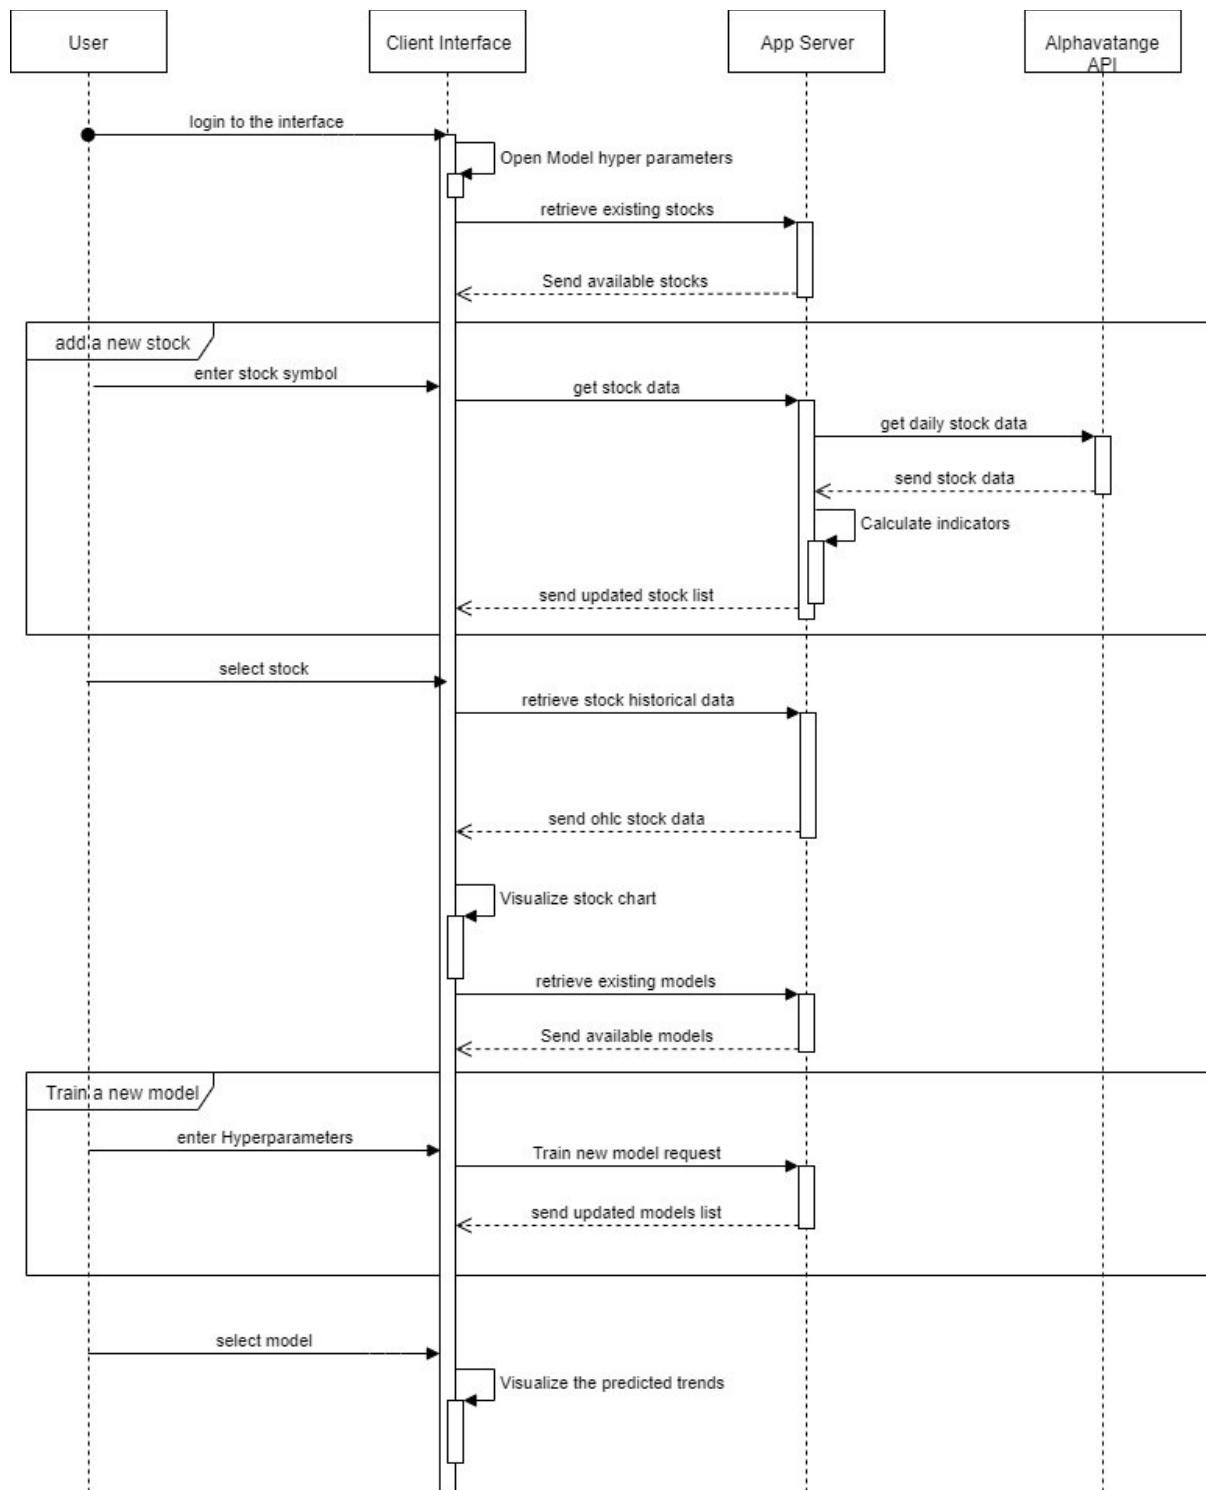 User
Client Interface
App Server
Alphavatange
API
login to the interface
Open Model hyper parameters
retrieve existing stocks
Send available stocks
add a new stock
enter stock symbol
get stock data
get daily stock data
send stock data
Calculate indicators
send updated stock list
select stock
retrieve stock historical data
send ohlc stock data
Visualize stock chart
retrieve existing models
Send available models
Train a new model
enter Hyperparameters
Train new model request
send updated models list
select model
Visualize the predicted trends